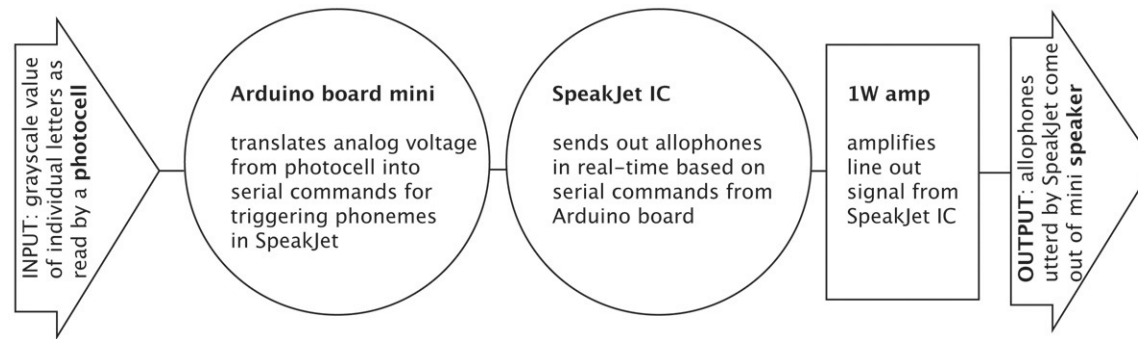 INPUT: grayscale value
of individual letters as
read by a photocell
Arduino board mini
translates analog voltage
from photocell into
serial commands for
triggering phonemes
in SpeakJet
SpeakJet IC
sends out allophones
in real-time based on
serial commands from
Arduino board
1W amp
amplifies
line out
signal from
SpeakJet IC
OUTPUT: allophones
utterd by SpeakJet come
out of mini speaker